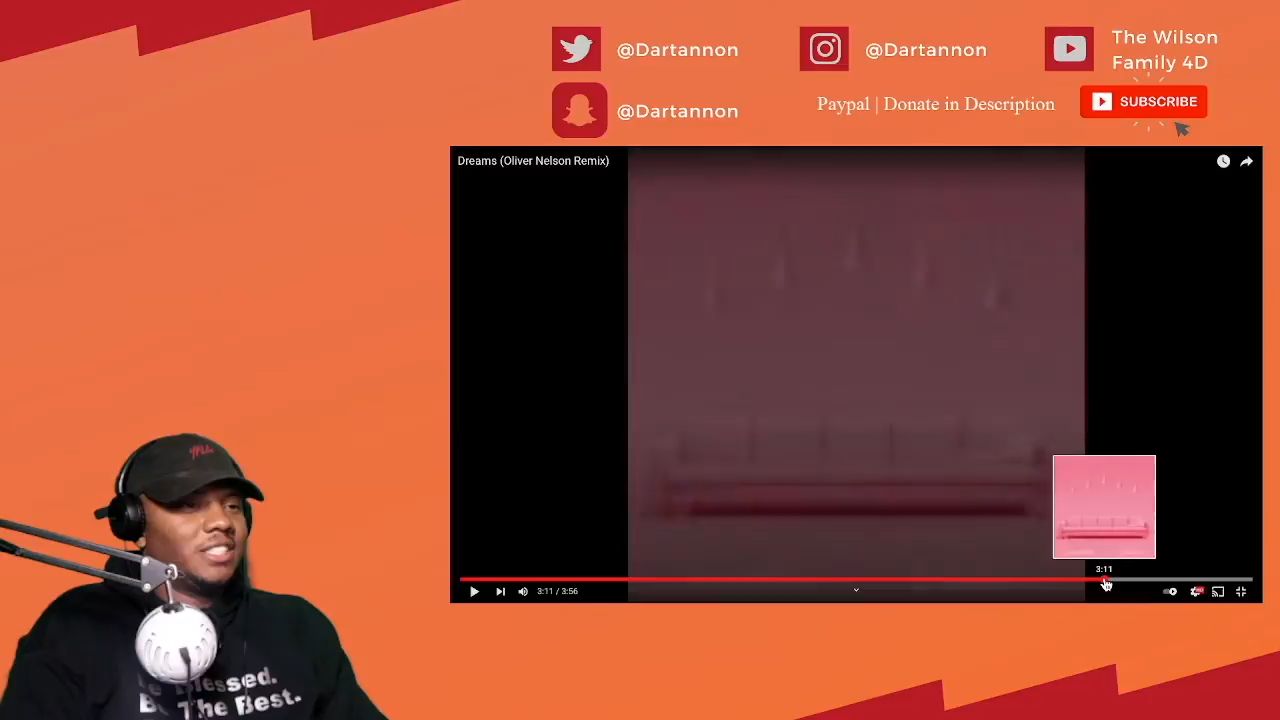 @Dartannon
@Dartannon
The Wilson
Family 4D
@Dartannon
Paypal | Donate in Description
SUBSCRIBE
Dreams (Oliver Nelson Remix)
3:11
3:11 / 3:56
Blessed.
The Best.